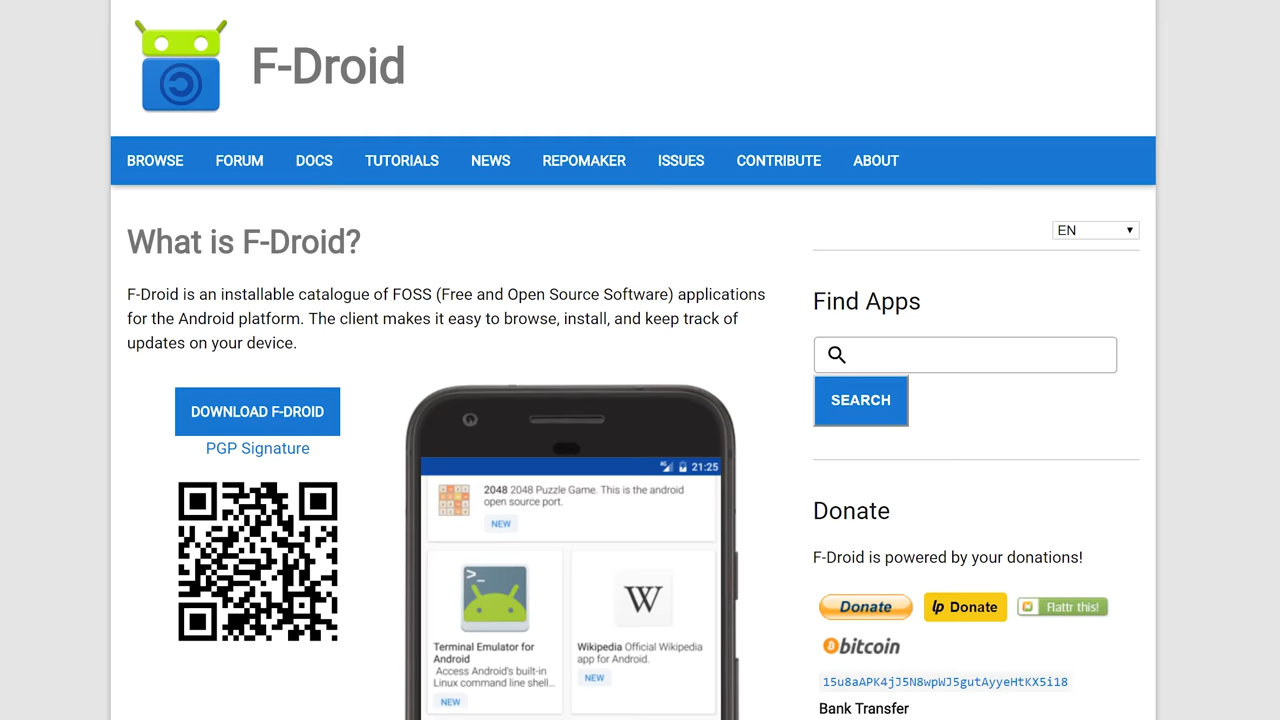 F-Droid
BROWSE FORUM DOCS TUTORIALS NEWS REPOMAKER ISSUES CONTRIBUTE ABOUT
What is F-Droid?
F-Droid is an installable catalogue of FOSS (Free and Open Source Software) applications
for the Android platform. The client makes it easy to browse, install, and keep track of
updates on your device.
DOWNLOAD F-DROID
PGP Signature
21:25
2048 2048 Puzzle Game. This is the android
open source port.
NEW
>_
Terminal Emulator for
Android
Access Android's built-in
Linux command line shell...
NEW
W
Wikipedia Official Wikipedia
app for Android.
NEW
EN
Find Apps
SEARCH
Donate
F-Droid is powered by your donations!
Donate
lp Donate
Flattr this!
bitcoin
15u8aAPK4jJ5N8wpWJ5gutAyyeHtKX5i18
Bank Transfer